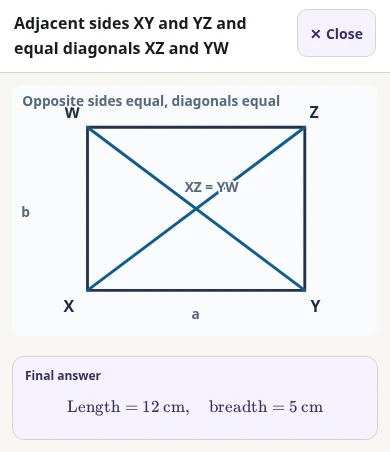 Adjacent sides XY and YZ and
equal diagonals XZ and YW
✕ Close
Opposite sides equal, diagonals equal
W
Z
XZ = YW
b
X
Y
a
Final answer
Length = 12 cm, breadth = 5 cm